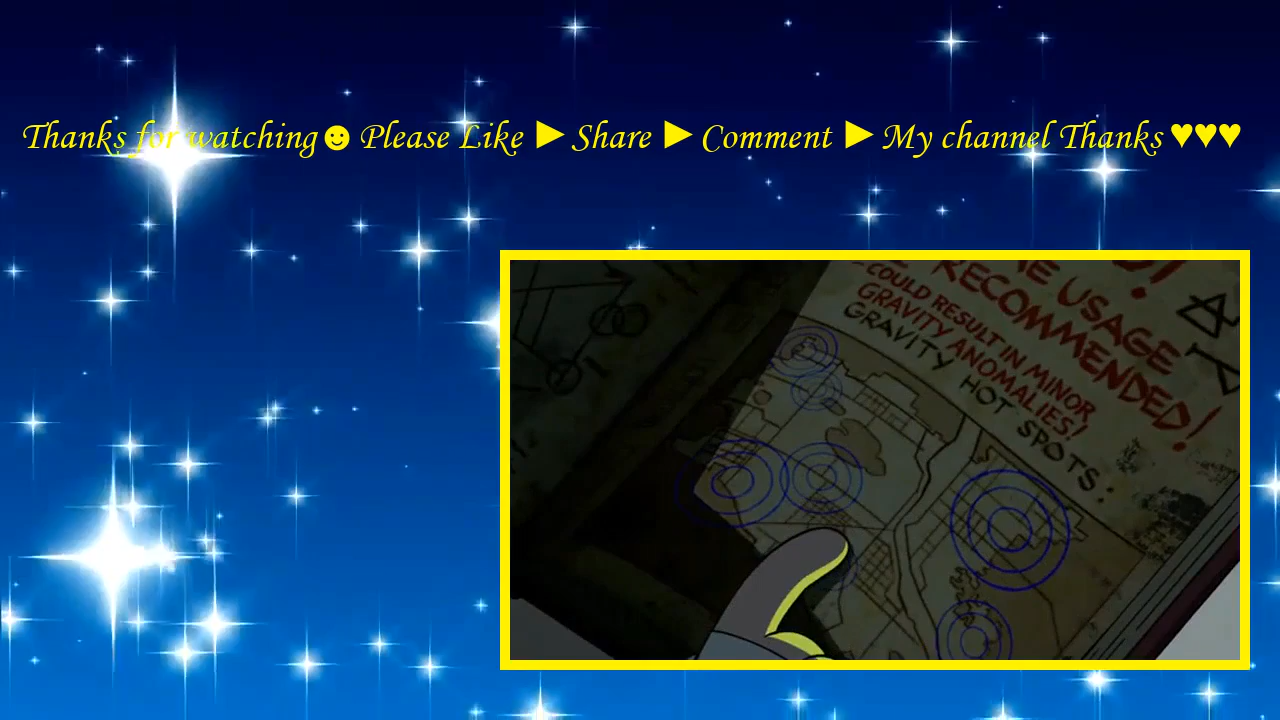 Thanks for watching☻Please Like ►Share ►Comment ►My channel Thanks♥♥♥
USAGE
RECOMMENDED!
COULD RESULT IN MINOR
GRAVITY ANOMALIES!
GRAVITY HOT SPOTS: